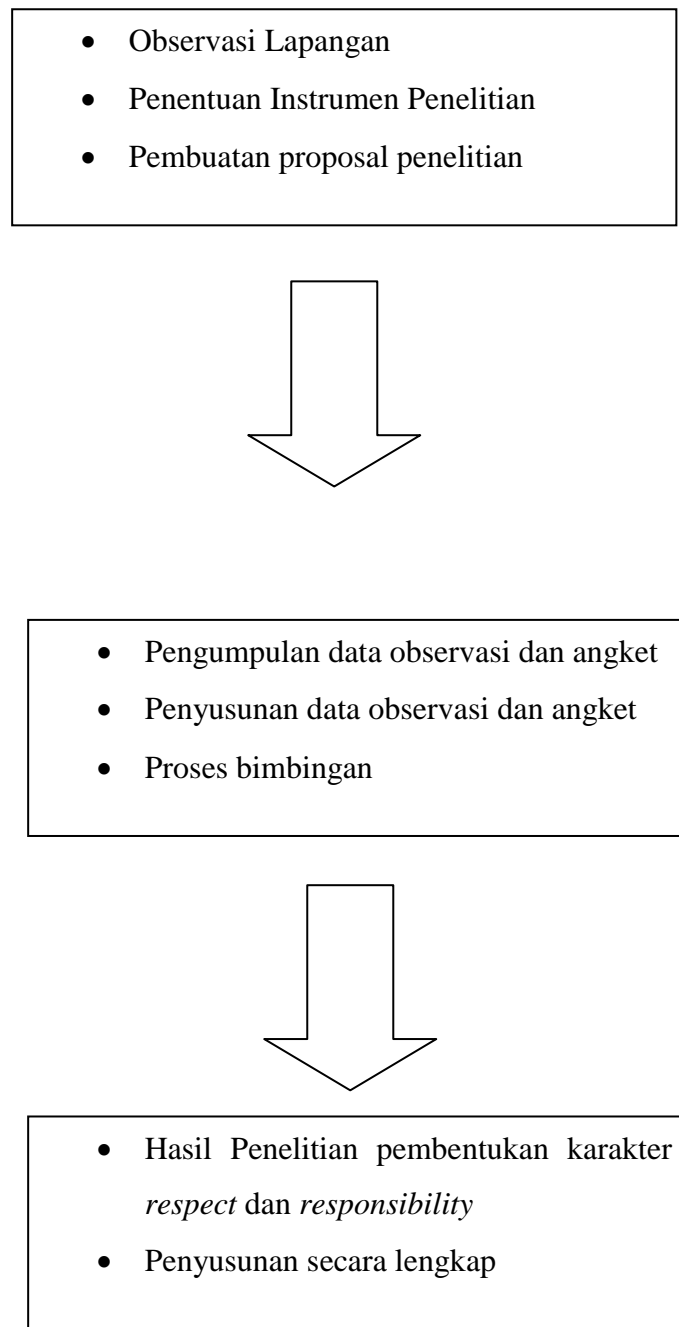 • Observasi Lapangan
• Penentuan Instrumen Penelitian
• Pembuatan proposal penelitian
• Pengumpulan data observasi dan angket
• Penyusunan data observasi dan angket
• Proses bimbingan
• Hasil Penelitian pembentukan karakter
respect dan responsibility
• Penyusunan secara lengkap